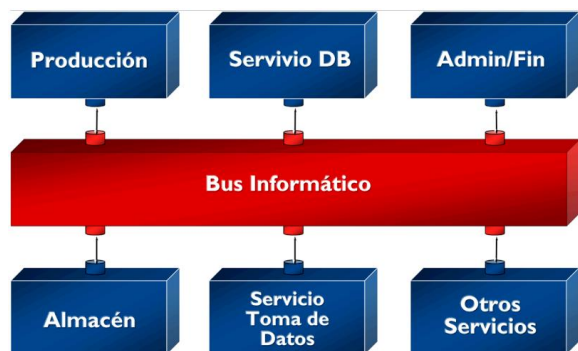 Producción
Servivio DB
Admin/Fin
Bus Informático
Almacén
Servicio
Toma de
Datos
Otros
Servicios